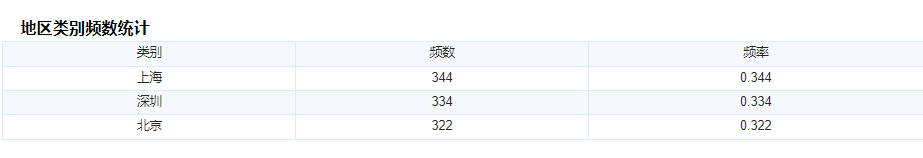 地区类别频数统计
类别 频数 频率
上海 344 0.344
深圳 334 0.334
北京 322 0.322